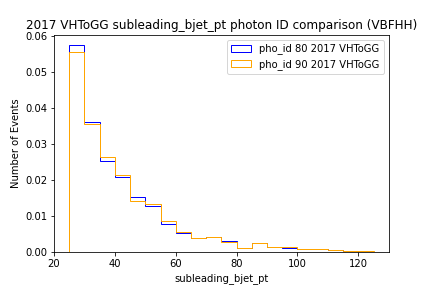 2017 VHToGG subleading_bjet_pt photon ID comparison (VBFHH)
pho_id 80 2017 VHToGG
pho_id 90 2017 VHToGG
Number of Events
0.06
0.05
0.04
0.03
0.02
0.01
0.00
20 40 60 80 100 120
subleading_bjet_pt